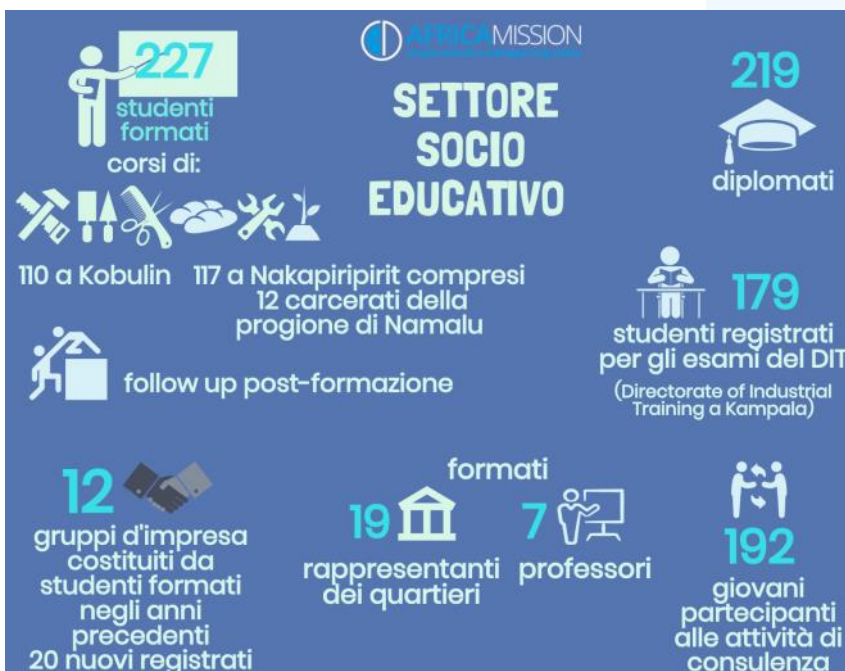 227
studenti
formati
corsi di:
110 a Kobulin
117 a Nakapiripirit compresi
12 carcerati della
progione di Namalu
follow up post-formazione
AFRICA MISSION
SETTORE
SOCIO
EDUCATIVO
219
diplomati
179
studenti registrati
per gli esami del DIT
(Directorate of Industrial
Training a Kampala)
12
gruppi d'impresa
costituiti da
studenti formati
negli anni
precedenti
20 nuovi registrati
formati
19
rappresentanti
dei quartieri
7
professori
192
giovani
partecipanti
alle attività di
consulenza